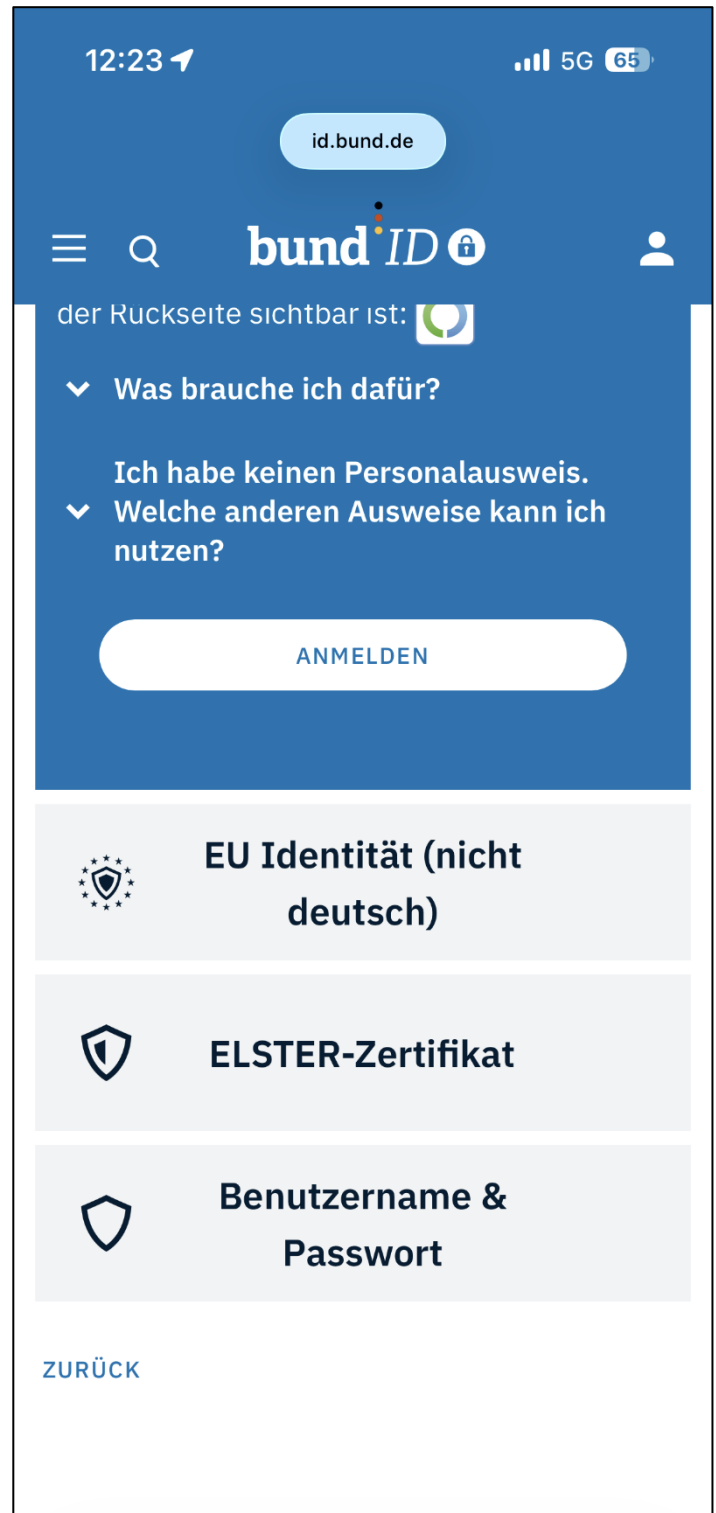 12:23
5G 65
id.bund.de
bund ID
der Rückseite sichtbar ist:
Was brauche ich dafür?
Ich habe keinen Personalausweis.
Welche anderen Ausweise kann ich
nutzen?
ANMELDEN
EU Identität (nicht
deutsch)
ELSTER-Zertifikat
Benutzername &
Passwort
ZURÜCK